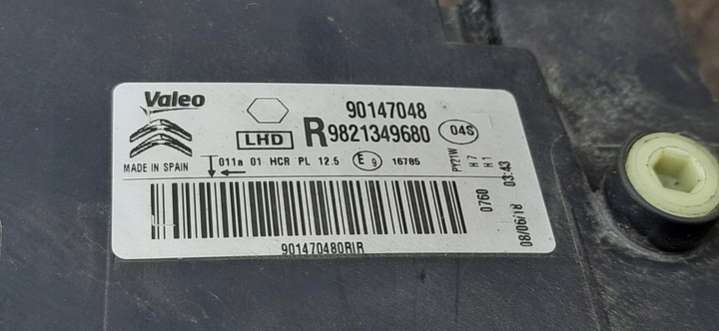 Valeo
90147048
LHD
R 9821349680
04S
MADE IN SPAIN
011a 01 HCR PL 12.5
E9
16785
PY21W
H7
H1
901470480RIR
0760
08/06/18 03:43